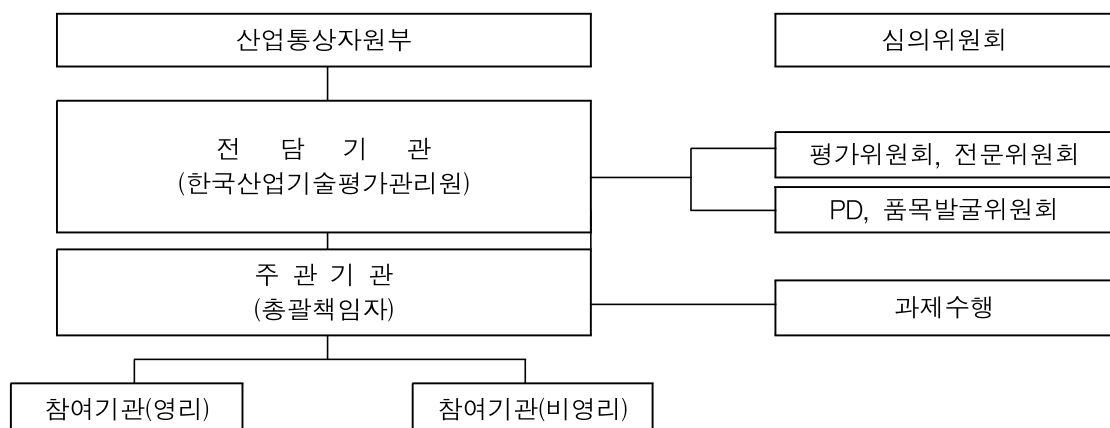 산업통상자원부
심의위원회
전 담 기 관
(한국산업기술평가관리원)
평가위원회, 전문위원회
PD, 품목발굴위원회
주 관 기 관
(총괄책임자)
과제수행
참여기관(영리)
참여기관(비영리)